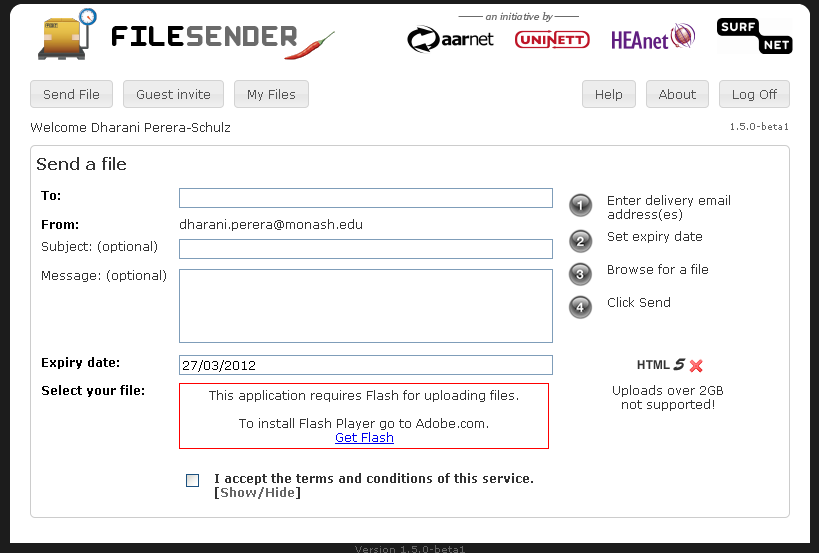 an initiative by
FILESENDER
aarnet
UNINETT
HEAnet
SURF
NET
Send File
Guest invite
My Files
Help
About
Log Off
Welcome Dharani Perera-Schulz
1.5.0-beta1
Send a file
To:
From:
dharani.perera@monash.edu
Subject: (optional)
Message: (optional)
1
Enter delivery email
address(es)
2
Set expiry date
3
Browse for a file
4
Click Send
Expiry date:
27/03/2012
HTML 5
Select your file:
This application requires Flash for uploading files.
To install Flash Player go to Adobe.com.
Get Flash
Uploads over 2GB
not supported!
I accept the terms and conditions of this service.
[Show/Hide]
Version 1.5.0-beta1